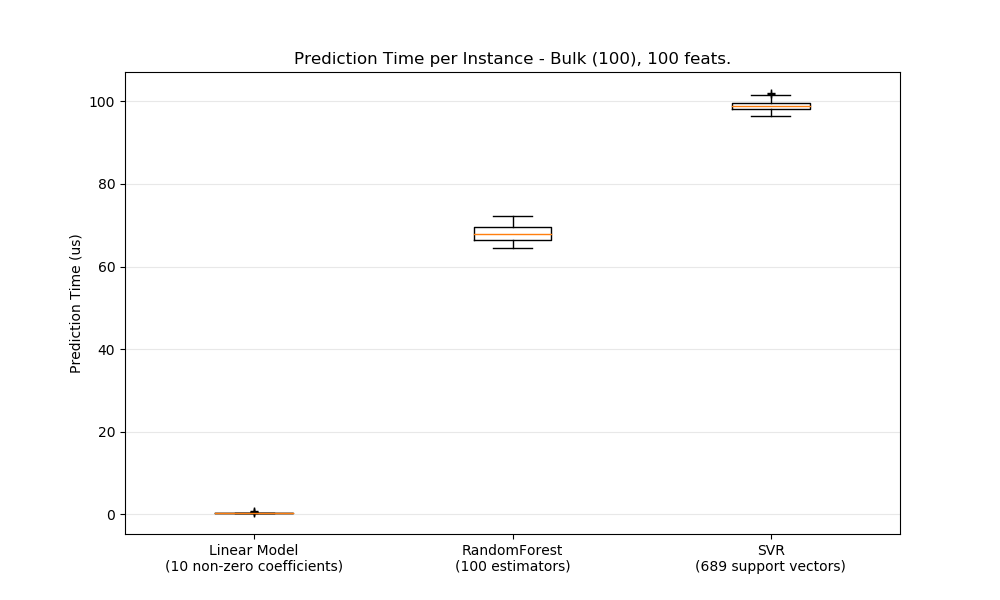 Prediction Time per Instance - Bulk (100), 100 feats.
Prediction Time (us)
100
80
60
40
20
0
Linear Model
(10 non-zero coefficients)
RandomForest
(100 estimators)
SVR
(689 support vectors)